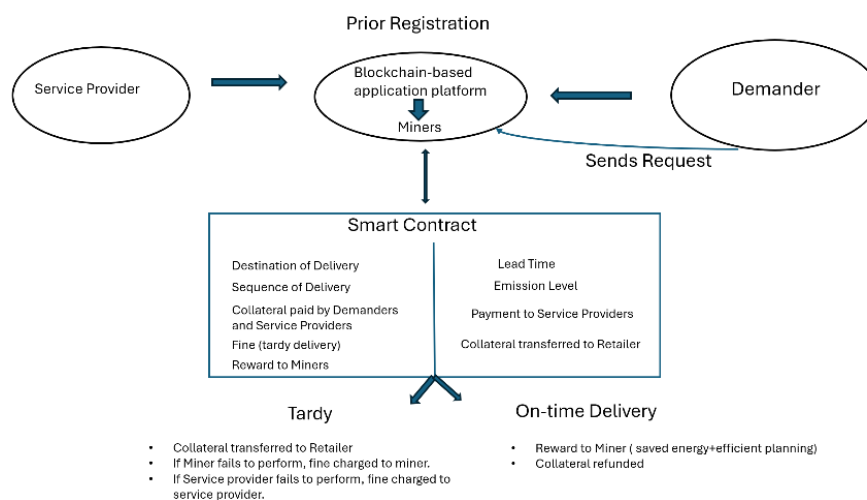 Prior Registration
Service Provider
Blockchain-based
application platform
Miners
Demander
Sends Request
Smart Contract
Destination of Delivery
Sequence of Delivery
Collateral paid by Demanders
and Service Providers
Fine (tardy delivery)
Reward to Miners
Lead Time
Emission Level
Payment to Service Providers
Collateral transferred to Retailer
Tardy
• Collateral transferred to Retailer
• If Miner fails to perform, fine charged to miner.
• If Service provider fails to perform, fine charged to
service provider.
On-time Delivery
• Reward to Miner ( saved energy+efficient planning)
• Collateral refunded